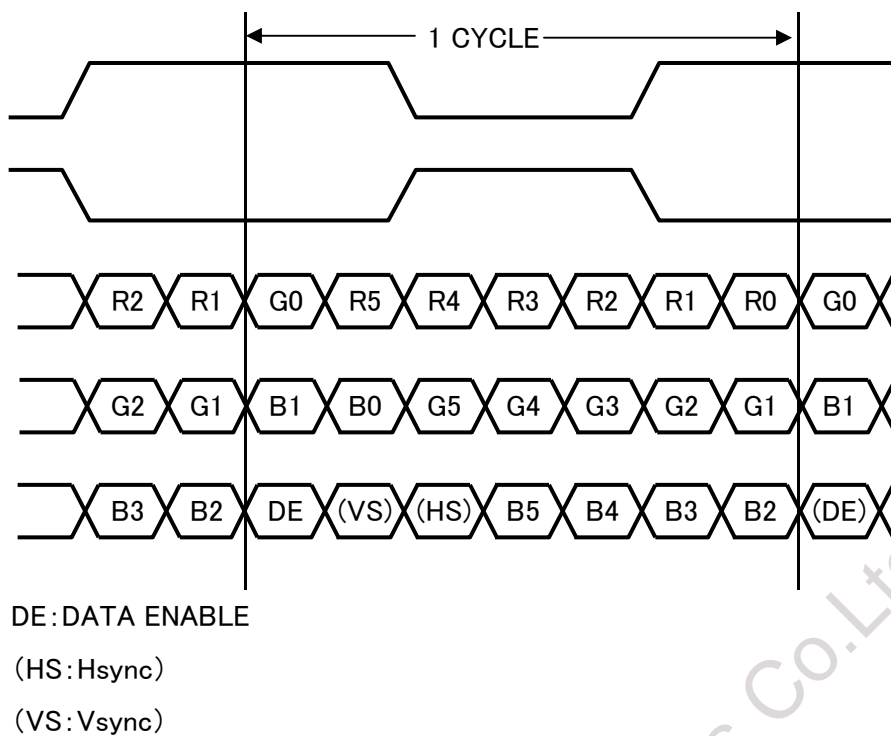 1 CYCLE
R2 R1 G0 R5 R4 R3 R2 R1 R0 G0
G2 G1 B1 B0 G5 G4 G3 G2 G1 B1
B3 B2 DE (VS) (HS) B5 B4 B3 B2 (DE)
DE:DATA ENABLE
(HS:Hsync)
(VS:Vsync)
Co.Lt